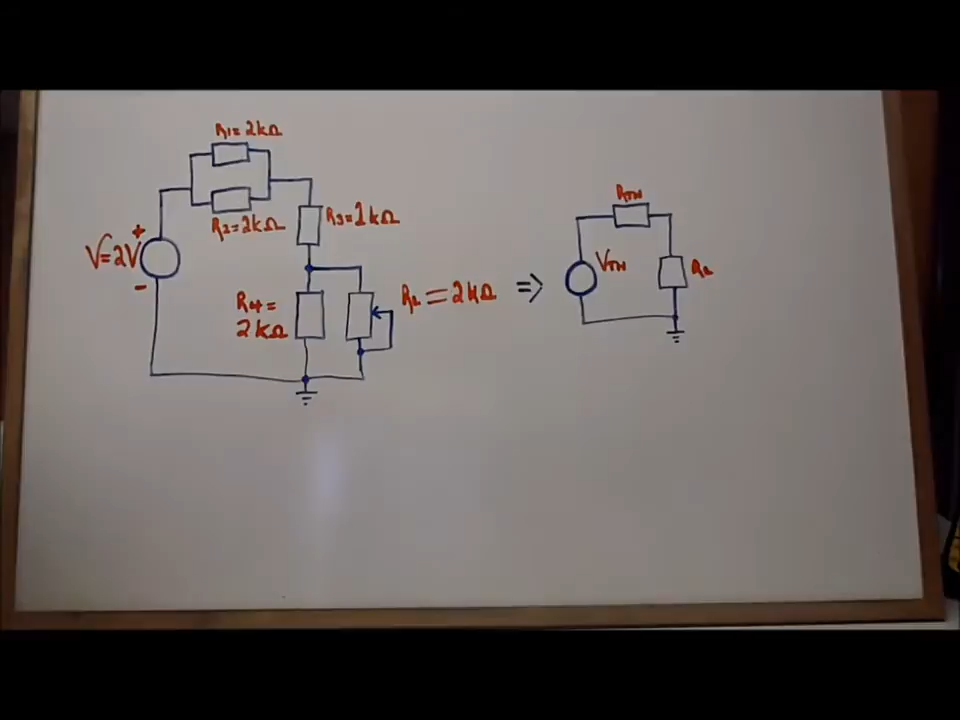 R1=2kΩ
R2=2kΩ
R3=1kΩ
+
V=2V
-
R4=
2kΩ
RL=2kΩ
⇒
RTH
VTH
RL